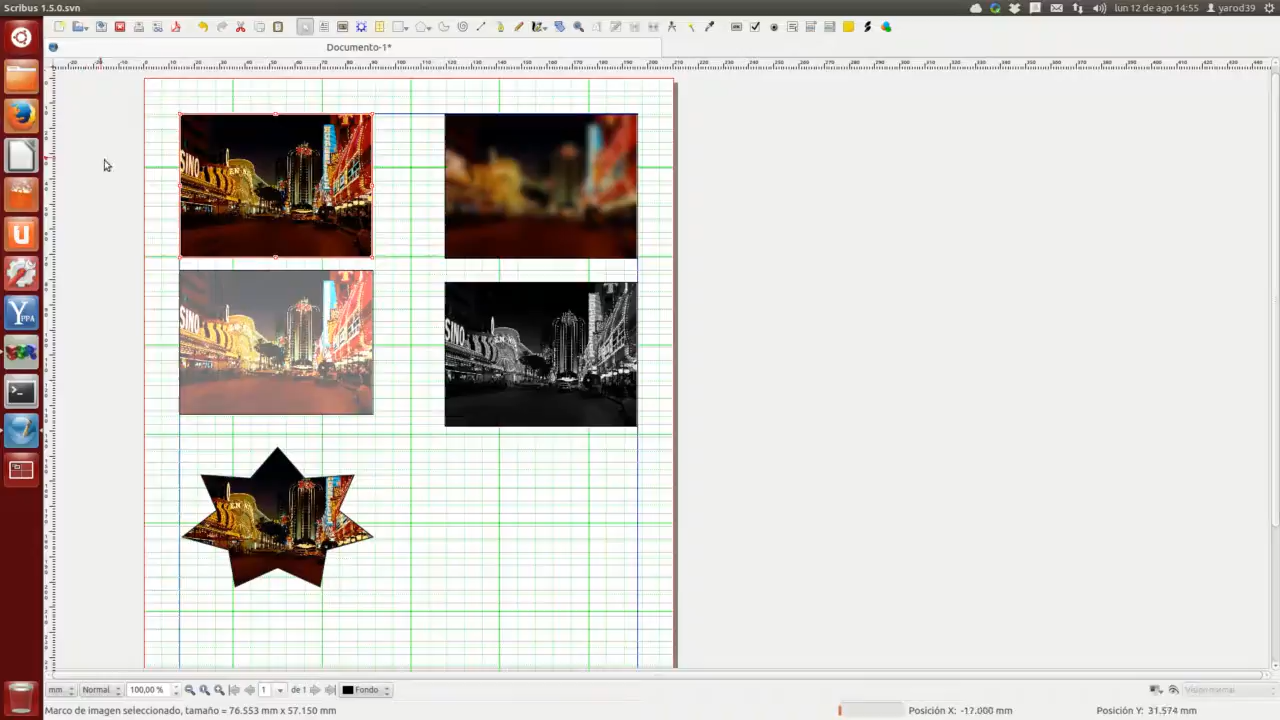 Scribus 1.5.0.svn
lun 12 de ago 14:55
yarod39
Documento-1*
SINO
SINO
SINO
mm
Normal
100,00 %
1
de 1
Fondo
Visión normal
Marco de imagen seleccionado, tamaño = 76.553 mm x 57.150 mm
Posición X: -17.000 mm
Posición Y: 31.574 mm